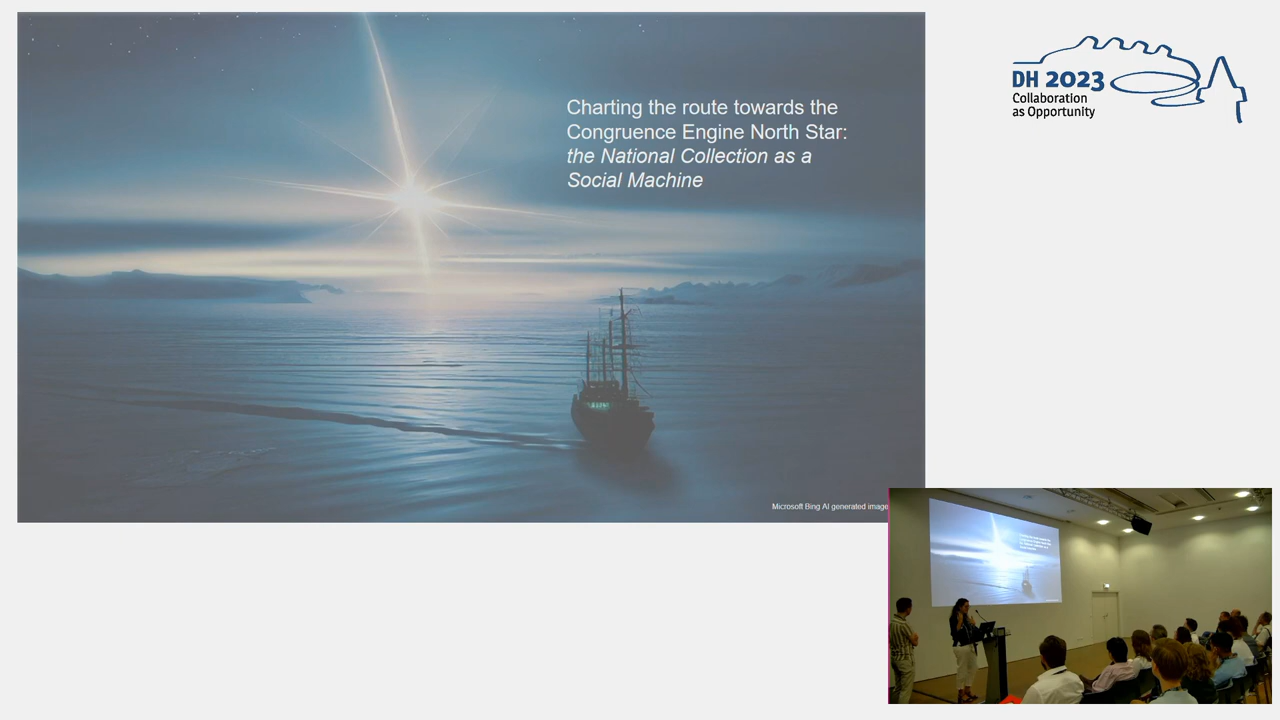 Charting the route towards the
Congruence Engine North Star:
the National Collection as a
Social Machine
Microsoft Bing AI generated image
DH 2023
Collaboration
as Opportunity